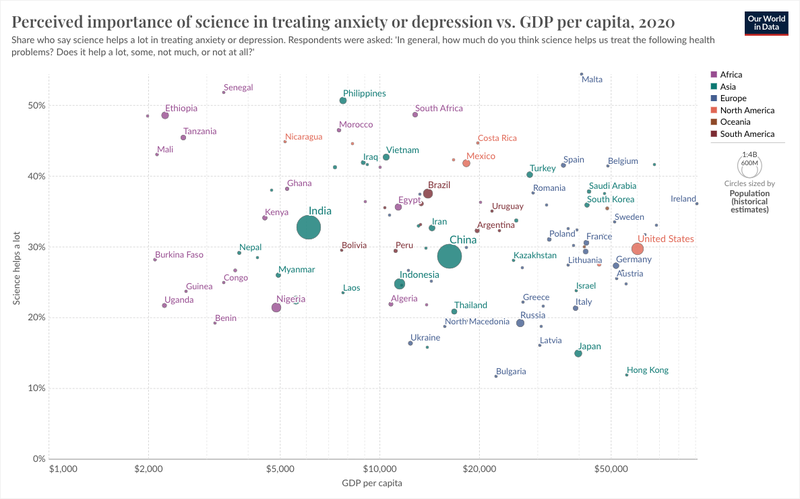 Perceived importance of science in treating anxiety or depression vs. GDP per capita, 2020
Our World
in Data
Share who say science helps a lot in treating anxiety or depression. Respondents were asked: 'In general, how much do you think science helps us treat the following health
problems? Does it help a lot, some, not much, or not at all?'
Malta
Senegal
Philippines
50%
Ethiopia
South Africa
Tanzania
Morocco
Nicaragua
Costa Rica
Mali
Iraq
Vietnam
Mexico
Spain
Belgium
40%
Turkey
Ghana
Brazil
Romania
Saudi Arabia
Egypt
South Korea
Ireland
Kenya
India
Uruguay
Iran
Argentina
Sweden
Poland
France
30%
Nepal
Bolivia
Peru
China
United States
Burkina Faso
Kazakhstan
Lithuania
Germany
Congo
Myanmar
Indonesia
Austria
Guinea
Laos
Israel
Uganda
Nigeria
Algeria
Thailand
Greece
Italy
20%
Benin
North Macedonia
Russia
Ukraine
Latvia
Japan
Bulgaria
Hong Kong
10%
0%
$1,000
$2,000
$5,000
$10,000
$20,000
$50,000
GDP per capita
Science helps a lot
Africa
Asia
Europe
North America
Oceania
South America
1:4B
600M
Circles sized by
Population
(historical
estimates)